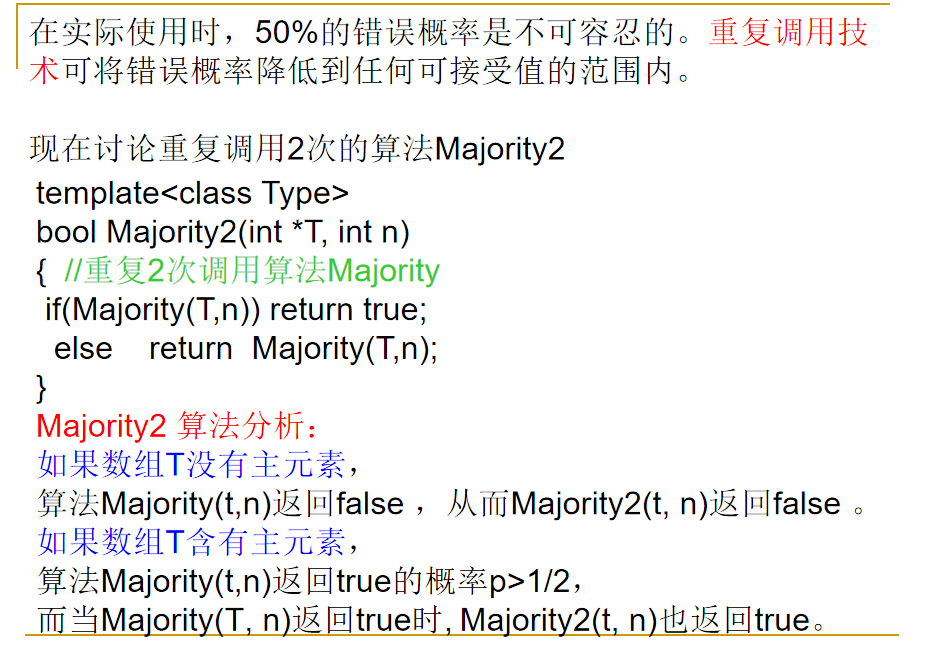 在实际使用时，50%的错误概率是不可容忍的。重复调用技
术可将错误概率降低到任何可接受值的范围内。
现在讨论重复调用2次的算法Majority2
template<class Type>
bool Majority2(int *T, int n)
{ //重复2次调用算法Majority
if(Majority(T,n)) return true;
else return Majority(T,n);
}
Majority2 算法分析：
如果数组T没有主元素，
算法Majority(t,n)返回false ，从而Majority2(t, n)返回false 。
如果数组T含有主元素，
算法Majority(t,n)返回true的概率p>1/2，
而当Majority(T, n)返回true时, Majority2(t, n)也返回true。